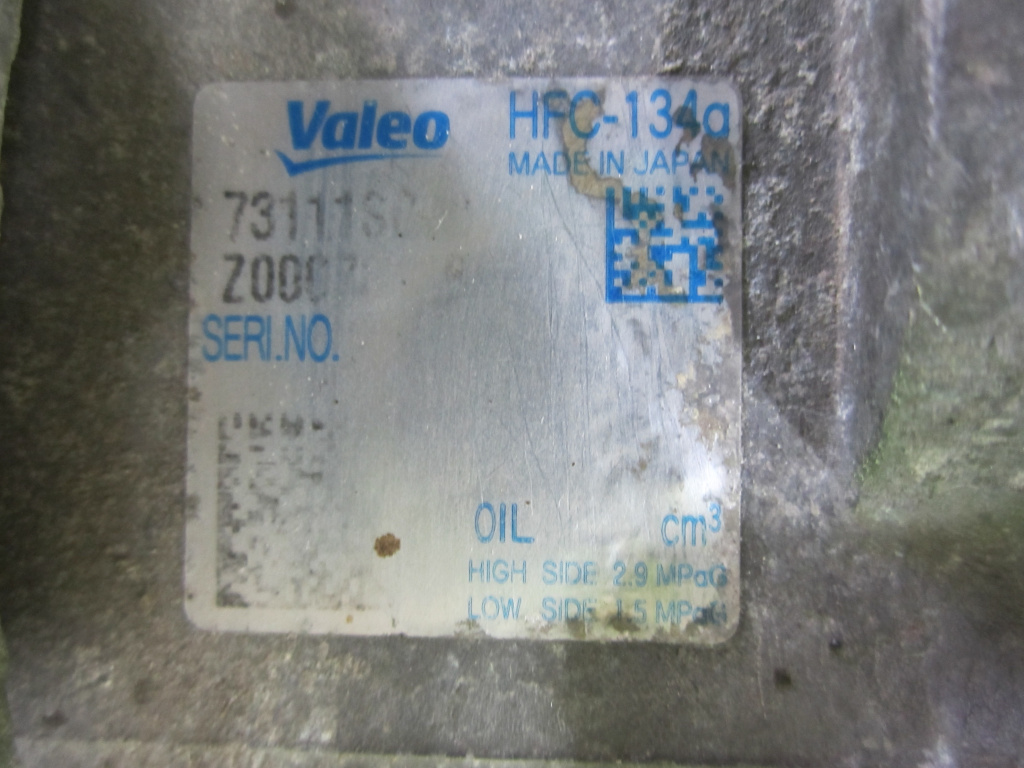 Valeo
HFC-134a
MADE IN JAPAN
SERI.NO.
OIL cm³
HIGH SIDE 2.9 MPaG
LOW SIDE 1.5 MPaG